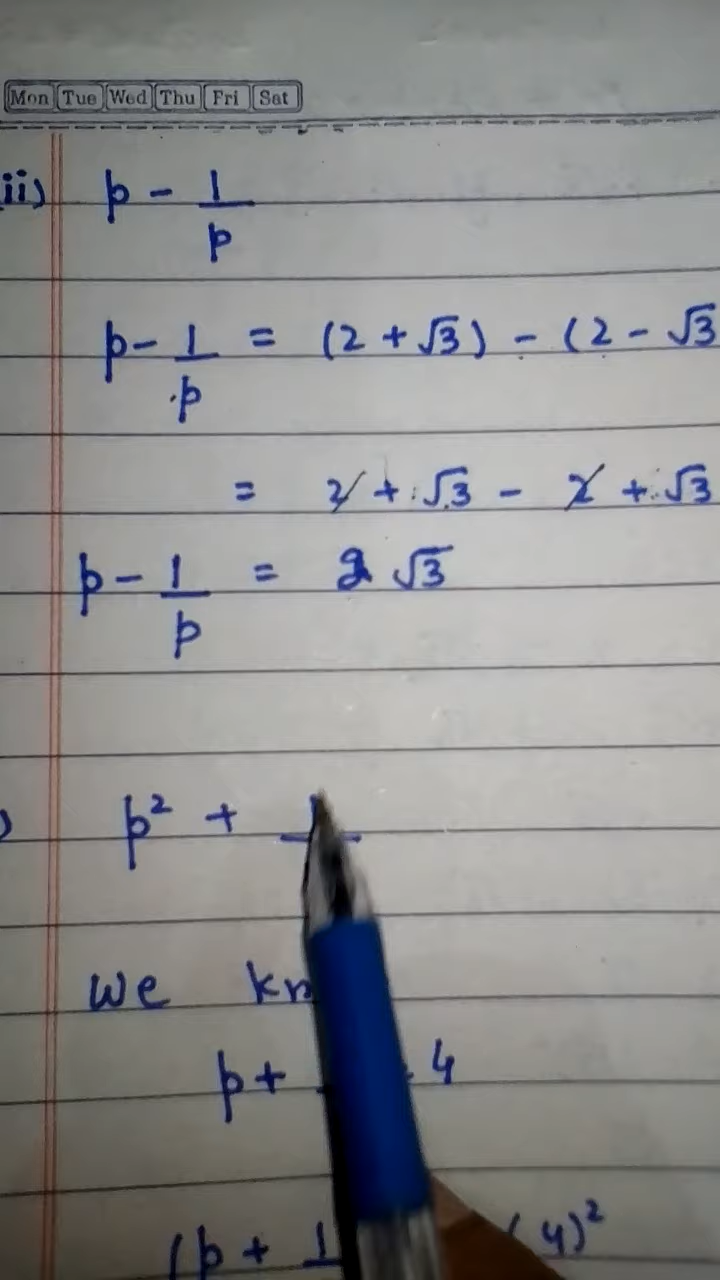 Mon Tue Wed Thu Fri Sat
ii) p - 1/p
p - 1/p = (2 + √3) - (2 - √3
= 2 + √3 - 2 + √3
p - 1/p = 2 √3
) p² + 1
We
p + 4
(p + 1 (4)²